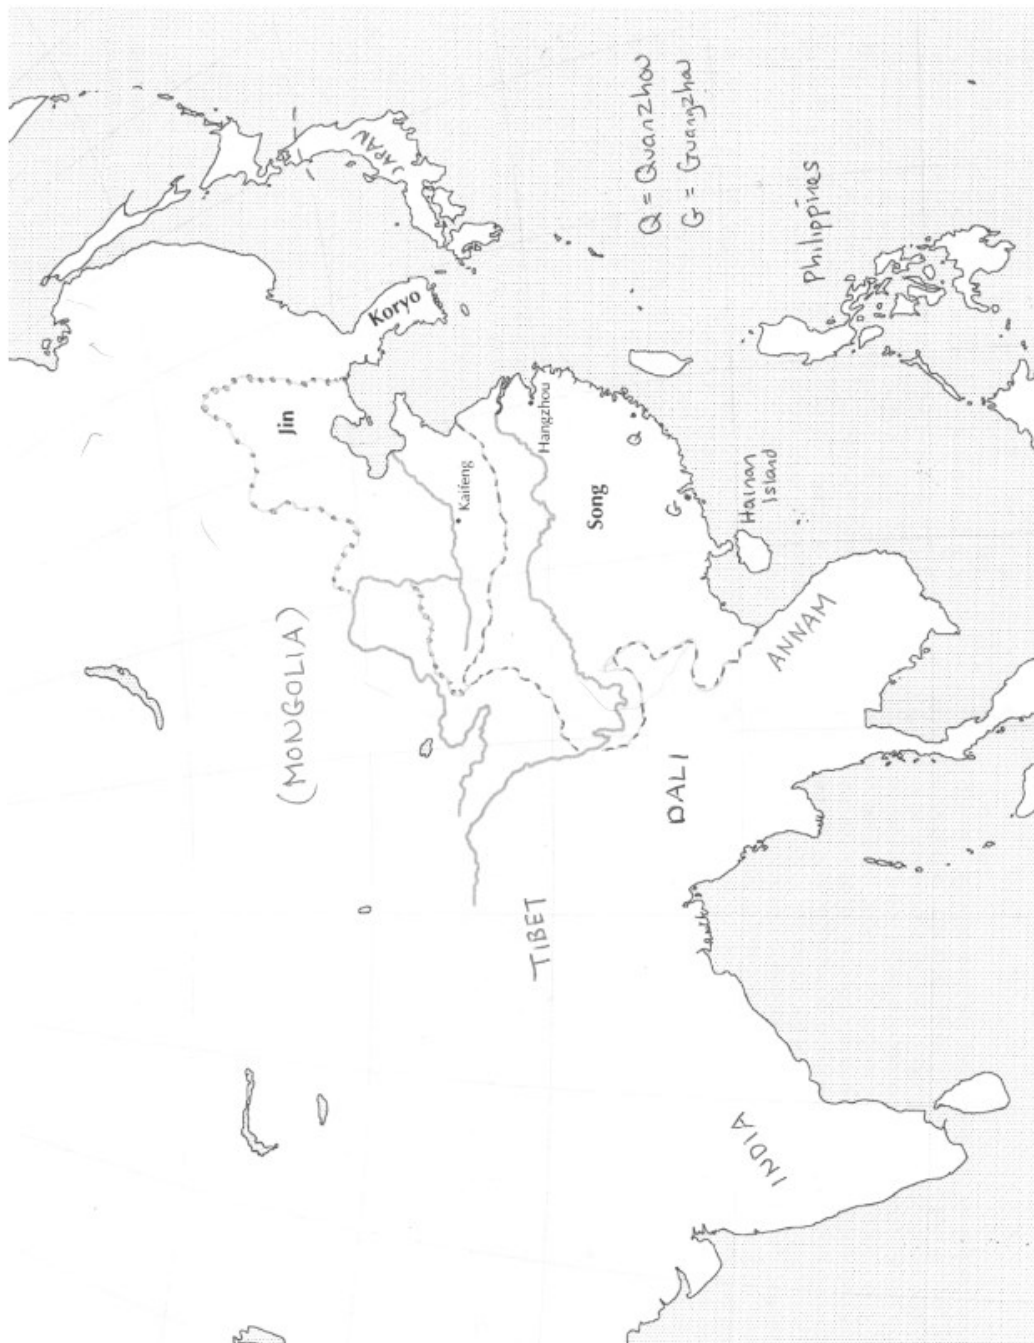 (MONGOLIA)
Jin
JAPAN
Koryo
Kaifeng
TIBET
Hangzhou
Song
Q
Q = Quanzhou
G = Guangzhou
G
DALI
Hainan
Island
INDIA
ANNAM
Philippines